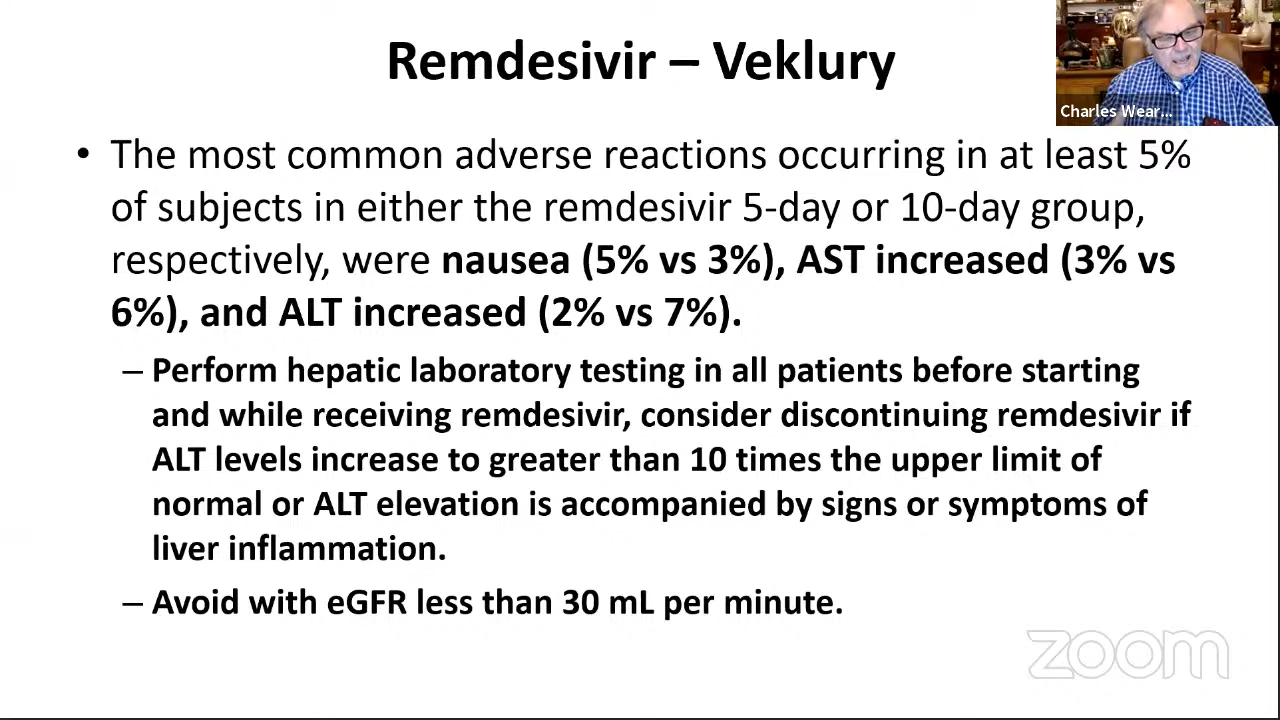 Remdesivir – Veklury
Charles Wear...
• The most common adverse reactions occurring in at least 5%
of subjects in either the remdesivir 5-day or 10-day group,
respectively, were nausea (5% vs 3%), AST increased (3% vs
6%), and ALT increased (2% vs 7%).
– Perform hepatic laboratory testing in all patients before starting
and while receiving remdesivir, consider discontinuing remdesivir if
ALT levels increase to greater than 10 times the upper limit of
normal or ALT elevation is accompanied by signs or symptoms of
liver inflammation.
– Avoid with eGFR less than 30 mL per minute.
zoom